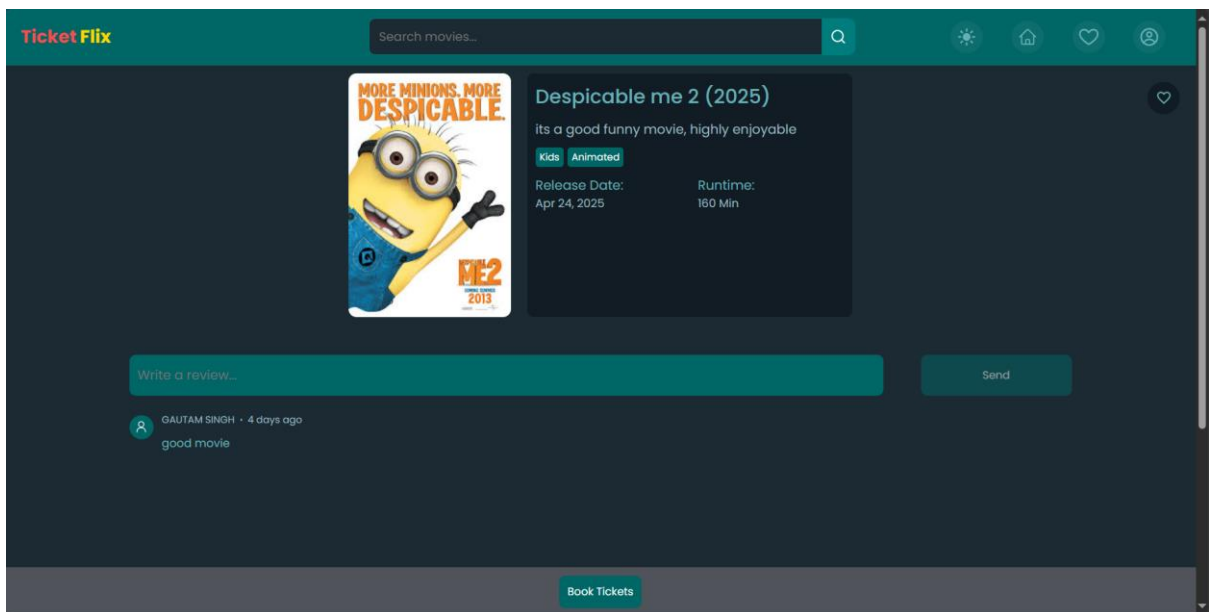 Ticket Flix
Search movies...
MORE MINIONS. MORE
DESPICABLE.
ME2
COMING SUMMER
2013
Despicable me 2 (2025)
its a good funny movie, highly enjoyable
Kids Animated
Release Date: Runtime:
Apr 24, 2025 160 Min
Write a review...
Send
GAUTAM SINGH • 4 days ago
good movie
Book Tickets